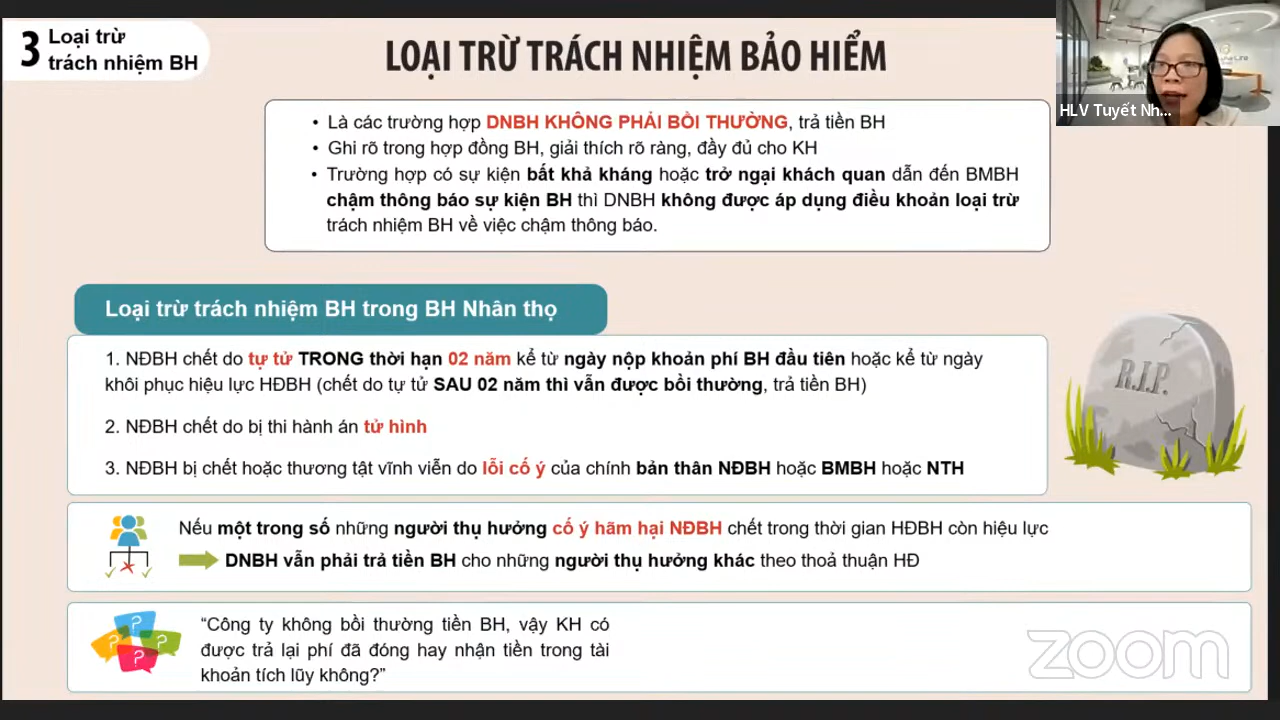 3 Loại trừ
trách nhiệm BH
LOẠI TRỪ TRÁCH NHIỆM BẢO HIỂM
HLV Tuyết Nh...
• Là các trường hợp DNBH KHÔNG PHẢI BỒI THƯỜNG, trả tiền BH
• Ghi rõ trong hợp đồng BH, giải thích rõ ràng, đầy đủ cho KH
• Trường hợp có sự kiện bất khả kháng hoặc trở ngại khách quan dẫn đến BMBH
chậm thông báo sự kiện BH thì DNBH không được áp dụng điều khoản loại trừ
trách nhiệm BH về việc chậm thông báo.
Loại trừ trách nhiệm BH trong BH Nhân thọ
1. NĐBH chết do tự tử TRONG thời hạn 02 năm kể từ ngày nộp khoản phí BH đầu tiên hoặc kể từ ngày
khôi phục hiệu lực HĐBH (chết do tự tử SAU 02 năm thì vẫn được bồi thường, trả tiền BH)
2. NĐBH chết do bị thi hành án tử hình
3. NĐBH bị chết hoặc thương tật vĩnh viễn do lỗi cố ý của chính bản thân NĐBH hoặc BMBH hoặc NTH
R.I.P.
Nếu một trong số những người thụ hưởng cố ý hãm hại NĐBH chết trong thời gian HĐBH còn hiệu lực
DNBH vẫn phải trả tiền BH cho những người thụ hưởng khác theo thoả thuận HĐ
? ? ? ?
“Công ty không bồi thường tiền BH, vậy KH có
được trả lại phí đã đóng hay nhận tiền trong tài
khoản tích lũy không?”
zoom